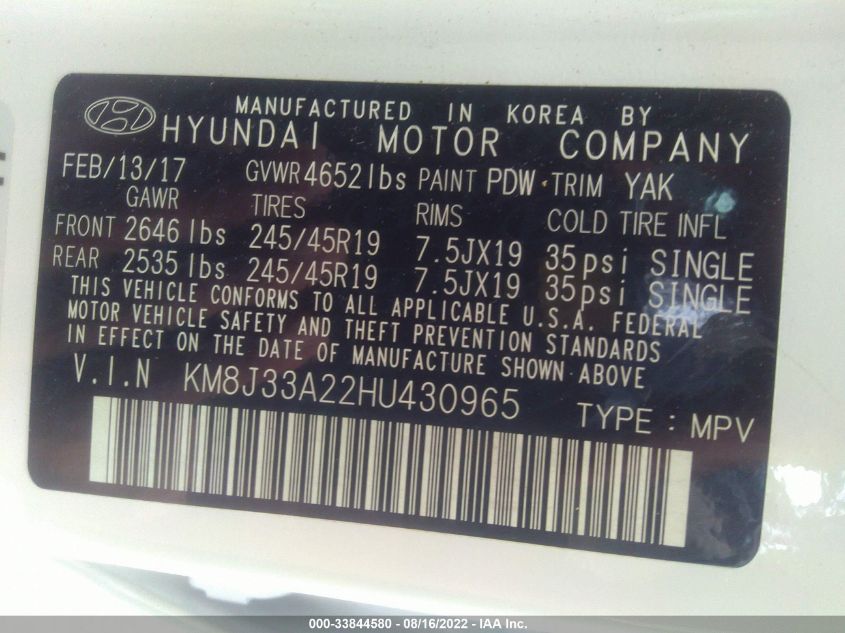 MANUFACTURED IN KOREA BY
HYUNDAI MOTOR COMPANY
FEB/13/17 GVWR 4652 lbs PAINT PDW TRIM YAK
GAWR TIRES RIMS COLD TIRE INFL
FRONT 2646 lbs 245/45R19 7.5JX19 35psi SINGLE
REAR 2535 lbs 245/45R19 7.5JX19 35psi SINGLE
THIS VEHICLE CONFORMS TO ALL APPLICABLE U.S.A. FEDERAL
MOTOR VEHICLE SAFETY AND THEFT PREVENTION STANDARDS
IN EFFECT ON THE DATE OF MANUFACTURE SHOWN ABOVE
V.I.N KM8J33A22HU430965 TYPE : MPV
000-33844580 - 08/16/2022 - IAA Inc.